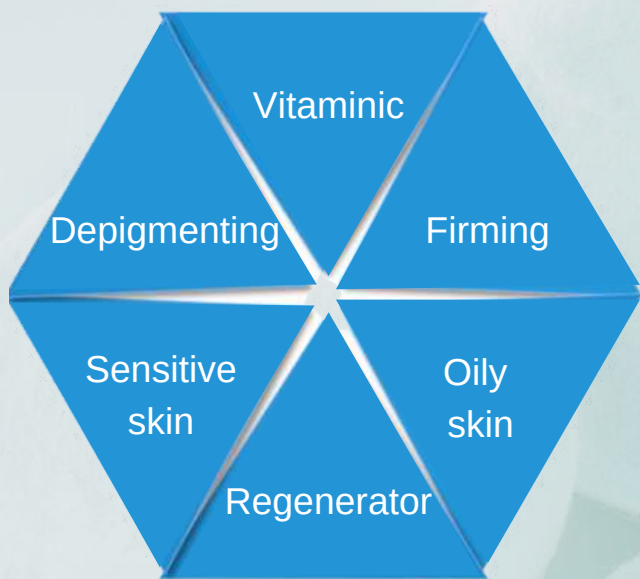 Vitaminic
Depigmenting
Firming
Sensitive
skin
Oily
skin
Regenerator